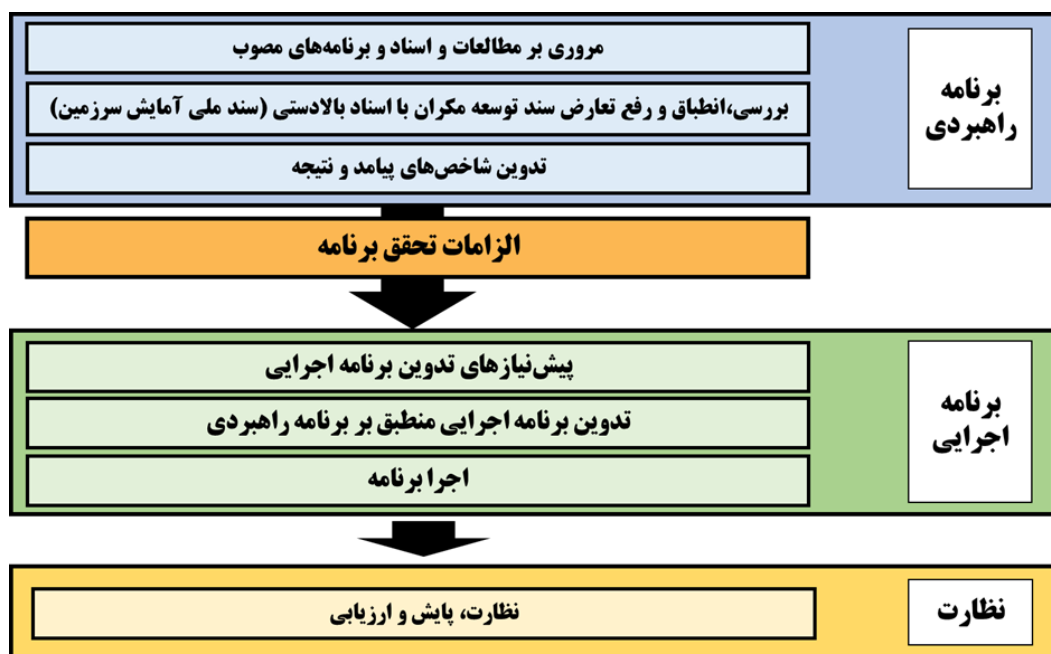 برنامه
راهبردی
مروری بر مطالعات و اسناد و برنامه‌های مصوب
بررسی،انطباق و رفع تعارض سند توسعه مکران با اسناد بالادستی (سند ملی آمایش سرزمین)
تدوین شاخص‌های پیامد و نتیجه
الزامات تحقق برنامه
برنامه
اجرایی
پیش‌نیازهای تدوین برنامه اجرایی
تدوین برنامه اجرایی منطبق بر برنامه راهبردی
اجرا برنامه
نظارت
نظارت، پایش و ارزیابی